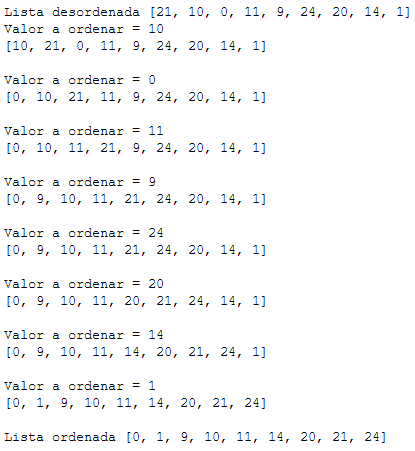 Lista desordenada [21, 10, 0, 11, 9, 24, 20, 14, 1]
Valor a ordenar = 10
[10, 21, 0, 11, 9, 24, 20, 14, 1]
Valor a ordenar = 0
[0, 10, 21, 11, 9, 24, 20, 14, 1]
Valor a ordenar = 11
[0, 10, 11, 21, 9, 24, 20, 14, 1]
Valor a ordenar = 9
[0, 9, 10, 11, 21, 24, 20, 14, 1]
Valor a ordenar = 24
[0, 9, 10, 11, 21, 24, 20, 14, 1]
Valor a ordenar = 20
[0, 9, 10, 11, 20, 21, 24, 14, 1]
Valor a ordenar = 14
[0, 9, 10, 11, 14, 20, 21, 24, 1]
Valor a ordenar = 1
[0, 1, 9, 10, 11, 14, 20, 21, 24]
Lista ordenada [0, 1, 9, 10, 11, 14, 20, 21, 24]